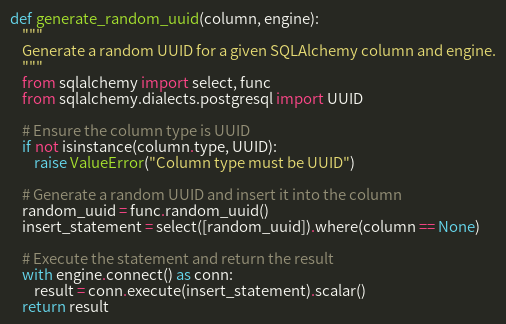 def generate_random_uuid(column, engine):
    """
    Generate a random UUID for a given SQLAlchemy column and engine.
    """
    from sqlalchemy import select, func
    from sqlalchemy.dialects.postgresql import UUID

    # Ensure the column type is UUID
    if not isinstance(column.type, UUID):
        raise ValueError("Column type must be UUID")

    # Generate a random UUID and insert it into the column
    random_uuid = func.random_uuid()
    insert_statement = select([random_uuid]).where(column == None)

    # Execute the statement and return the result
    with engine.connect() as conn:
        result = conn.execute(insert_statement).scalar()
    return result